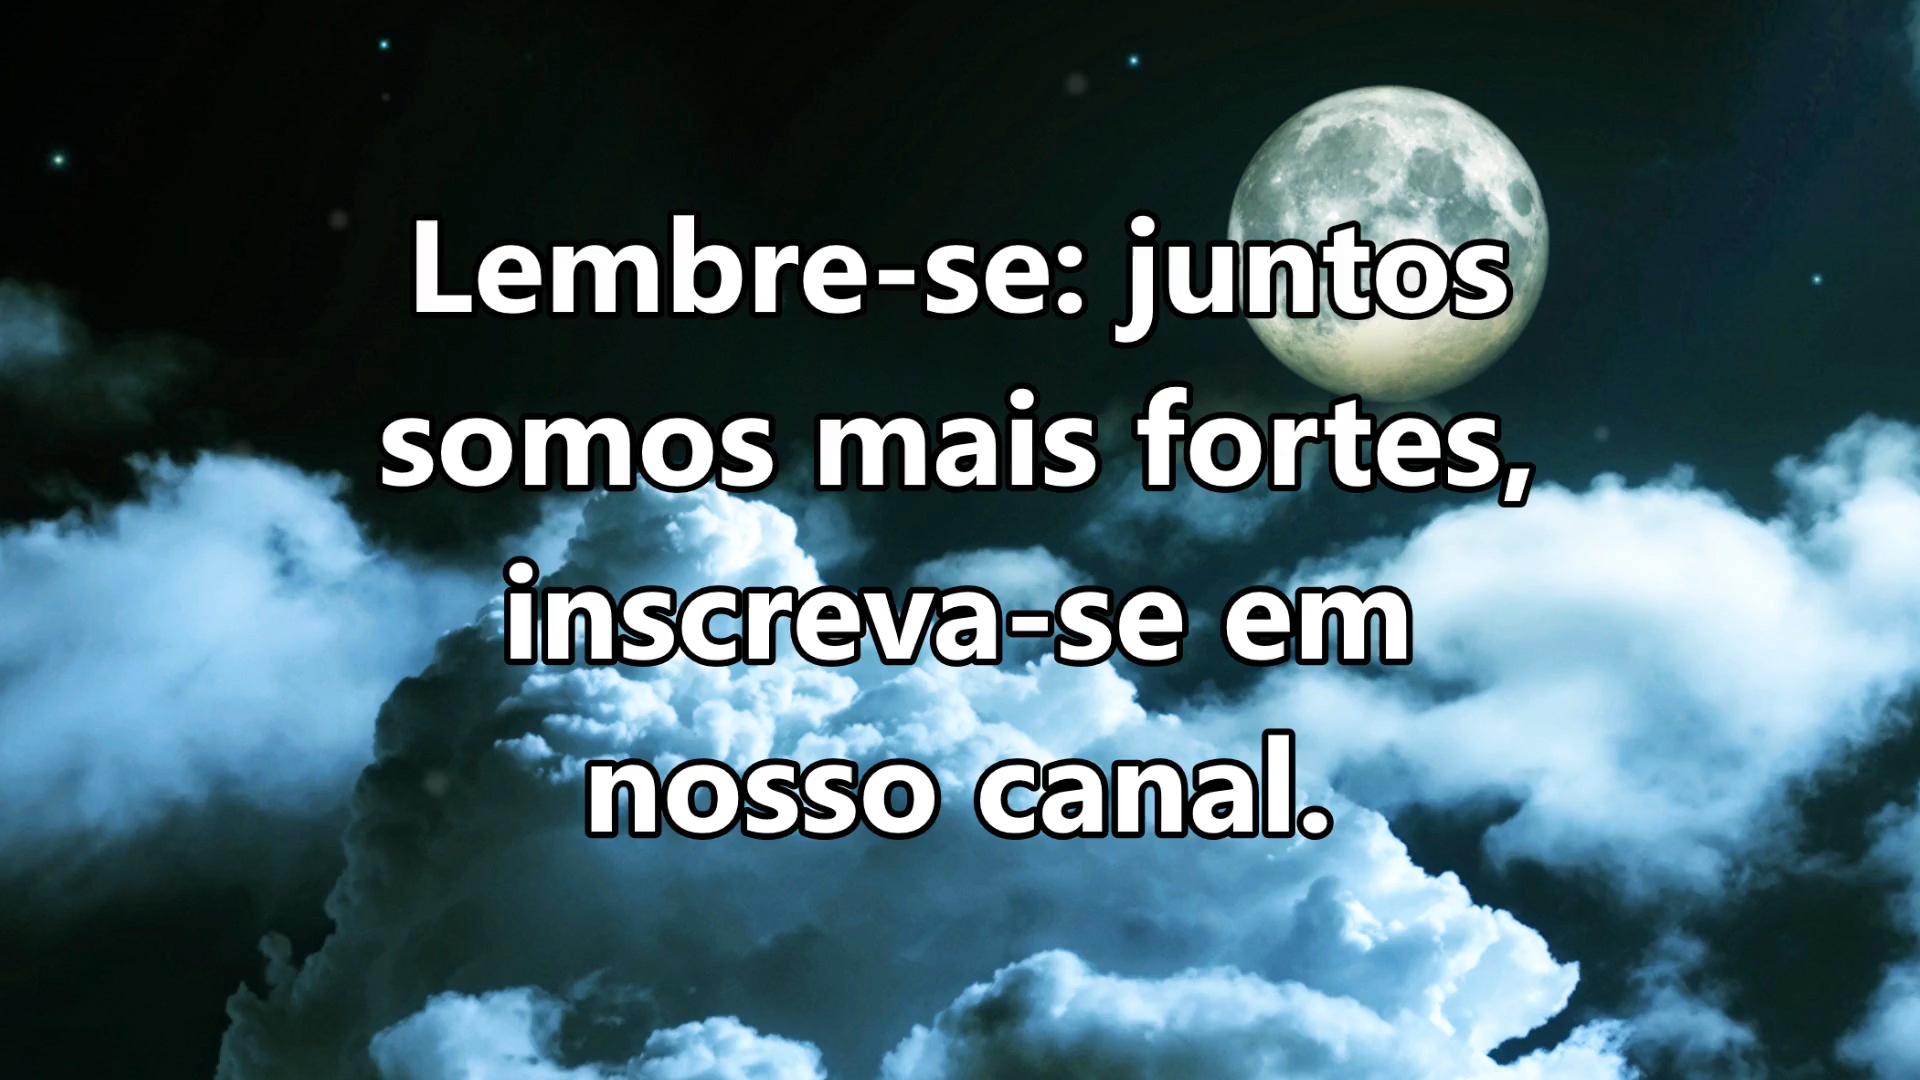 Lembre-se: juntos
somos mais fortes,
inscreva-se em
nosso canal.